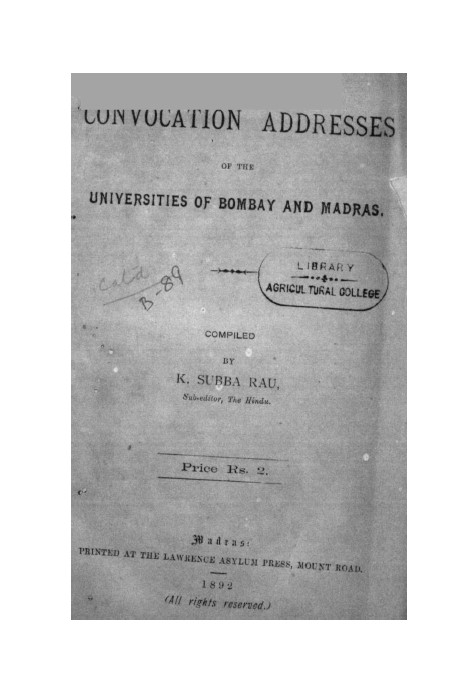 CONVOCATION ADDRESSES
OF THE
UNIVERSITIES OF BOMBAY AND MADRAS.
LIBRARY
AGRICULTURAL COLLEGE
cal'd
B-89
COMPILED
BY
K. SUBBA RAU,
Sub-editor, The Hindu.
Price Rs. 2.
Madras:
PRINTED AT THE LAWRENCE ASYLUM PRESS, MOUNT ROAD.
1892
(All rights reserved.)